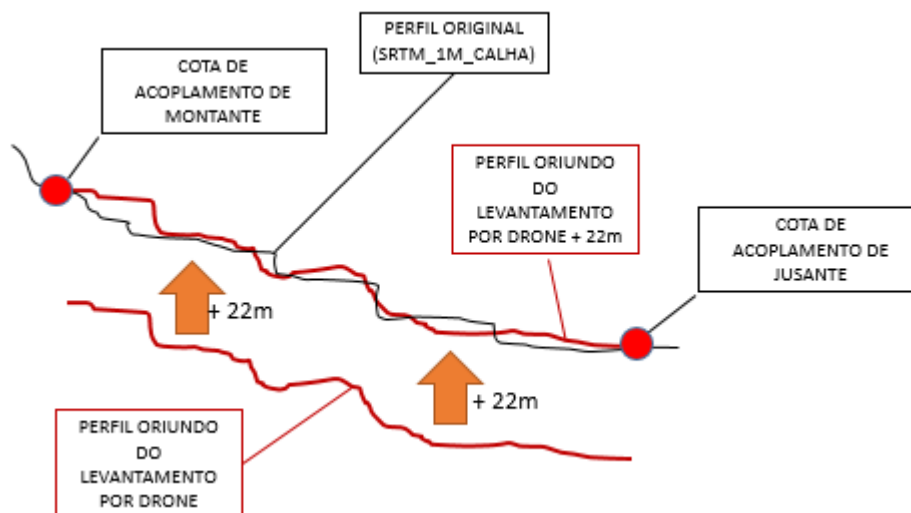 PERFIL ORIGINAL
(SRTM_1M_CALHA)
COTA DE
ACOPLAMENTO DE
MONTANTE
PERFIL ORIUNDO
DO
LEVANTAMENTO
POR DRONE + 22m
COTA DE
ACOPLAMENTO DE
JUSANTE
+ 22m
+ 22m
PERFIL ORIUNDO
DO
LEVANTAMENTO
POR DRONE